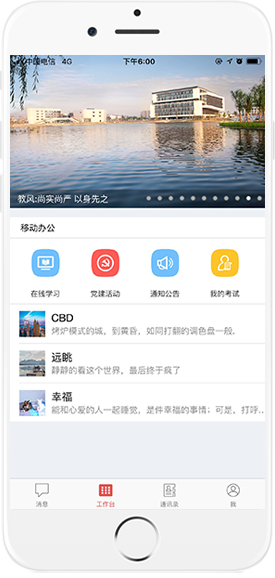 中国电信 4G 下午6:00
教风:尚实尚严 以身先之
移动办公
在线学习 党建活动 通知公告 我的考试
CBD
烤炉模式的城，到黄昏，如同打翻的调色盘一般.
远眺
静静的看这个世界，最后终于疯了
幸福
能和心爱的人一起睡觉，是件幸福的事情；可是，打呼...
消息 工作台 通讯录 我